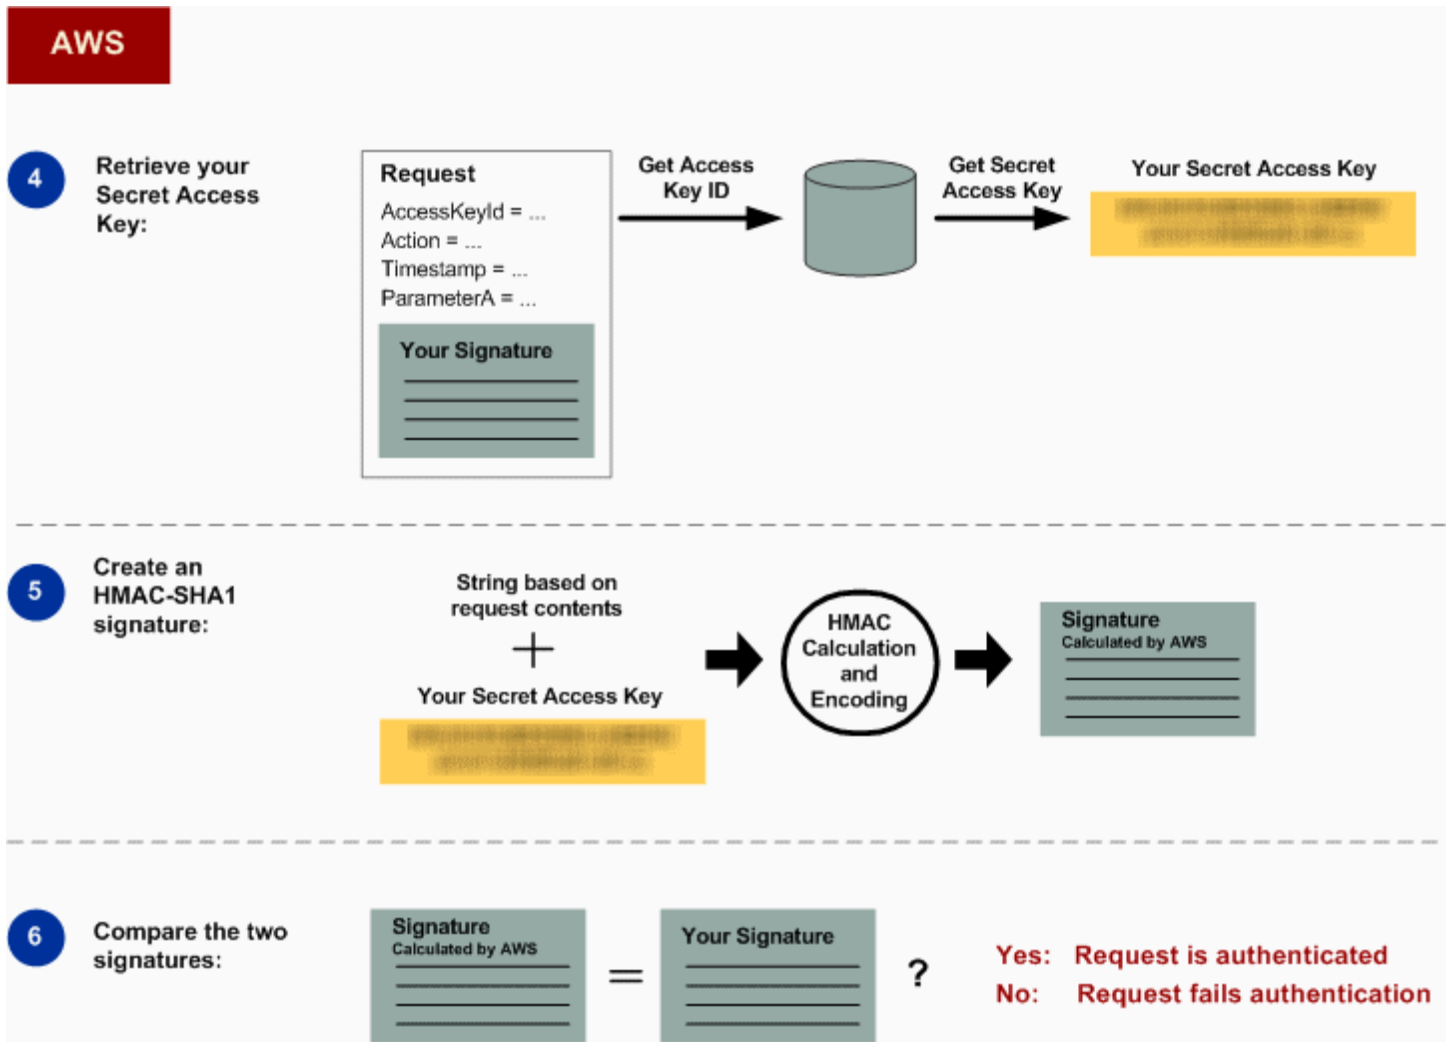 AWS
4
Retrieve your
Secret Access
Key:
Request
AccessKeyId = ...
Action = ...
Timestamp = ...
ParameterA = ...
Your Signature
Get Access
Key ID
Get Secret
Access Key
Your Secret Access Key
5
Create an
HMAC-SHA1
signature:
String based on
request contents
+
Your Secret Access Key
HMAC
Calculation
and
Encoding
Signature
Calculated by AWS
6
Compare the two
signatures:
Signature
Calculated by AWS
=
Your Signature
?
Yes: Request is authenticated
No: Request fails authentication